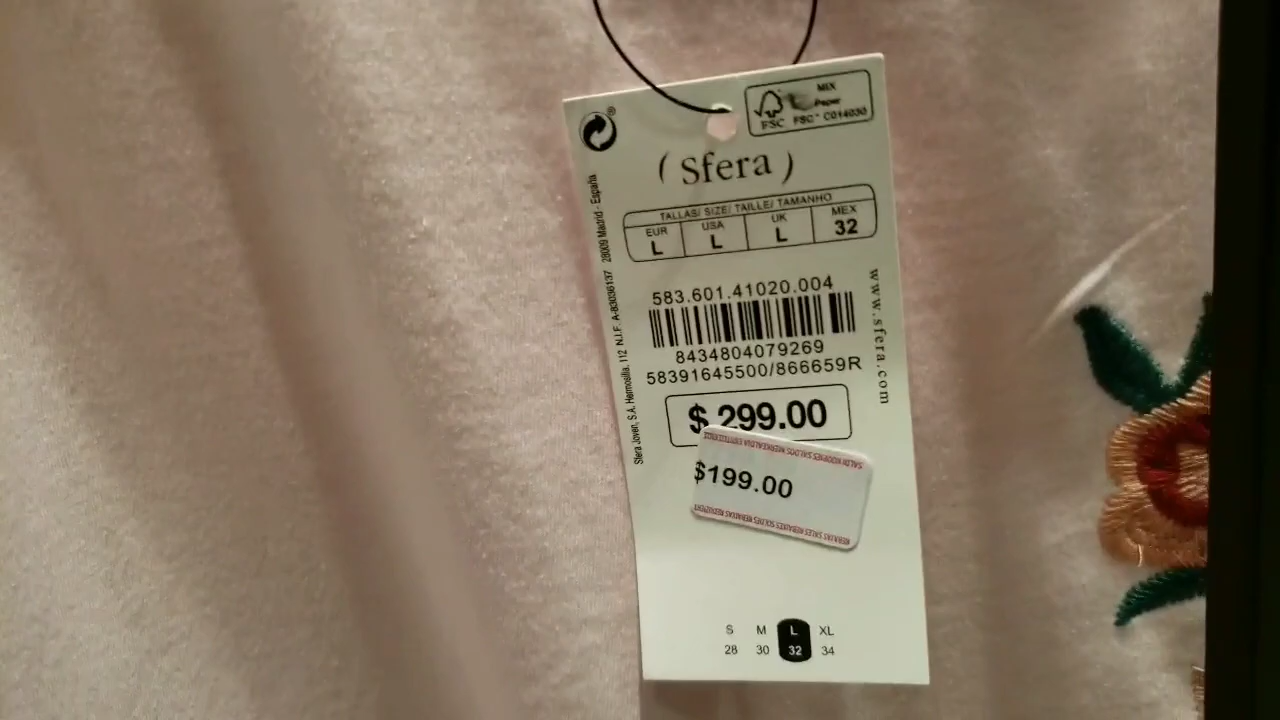 MIX
Paper
FSC FSC™ C014030
®
(Sfera)
TALLAS/ SIZE/ TAILLE/ TAMANHO
EUR USA UK MEX
L L L 32
583.601.41020.004
8434804079269
58391645500/866659R
$ 299.00
$199.00
S M L XL
28 30 32 34
Sfera Joven, S.A. Hermosilla, 112 N.I.F. A-83036137 28009 Madrid - España
www.sfera.com